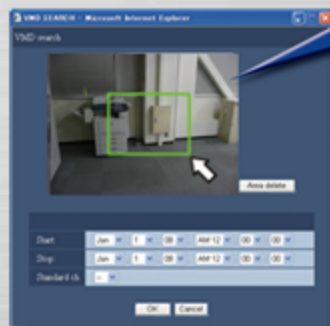 VMD SEARCH - Microsoft Internet Explorer
VMD search
Area delete
Start Jan 1 08 AM 12 00 00
Stop Jan 1 08 AM 12 00 00
Standard ch --
OK Cancel